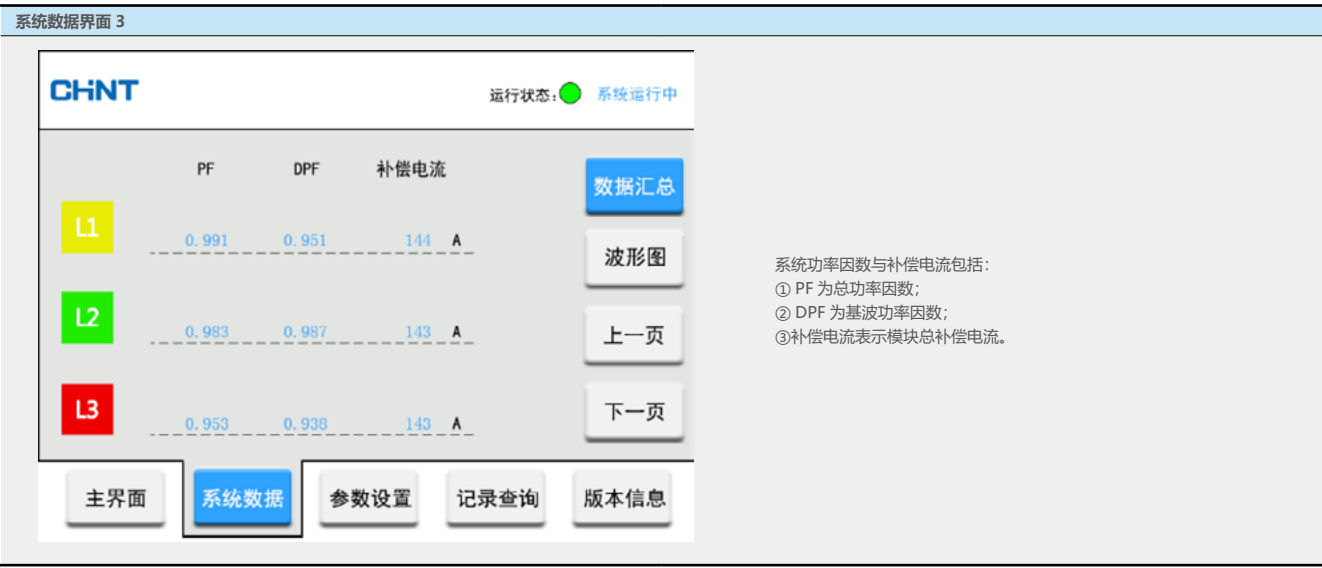 系统数据界面 3
CHiNT
运行状态: 系统运行中
PF DPF 补偿电流
数据汇总
L1 0.991 0.951 144 A
波形图
系统功率因数与补偿电流包括：
① PF 为总功率因数；
② DPF 为基波功率因数；
③补偿电流表示模块总补偿电流。
L2 0.983 0.987 143 A
上一页
L3 0.953 0.938 143 A
下一页
主界面 系统数据 参数设置 记录查询 版本信息